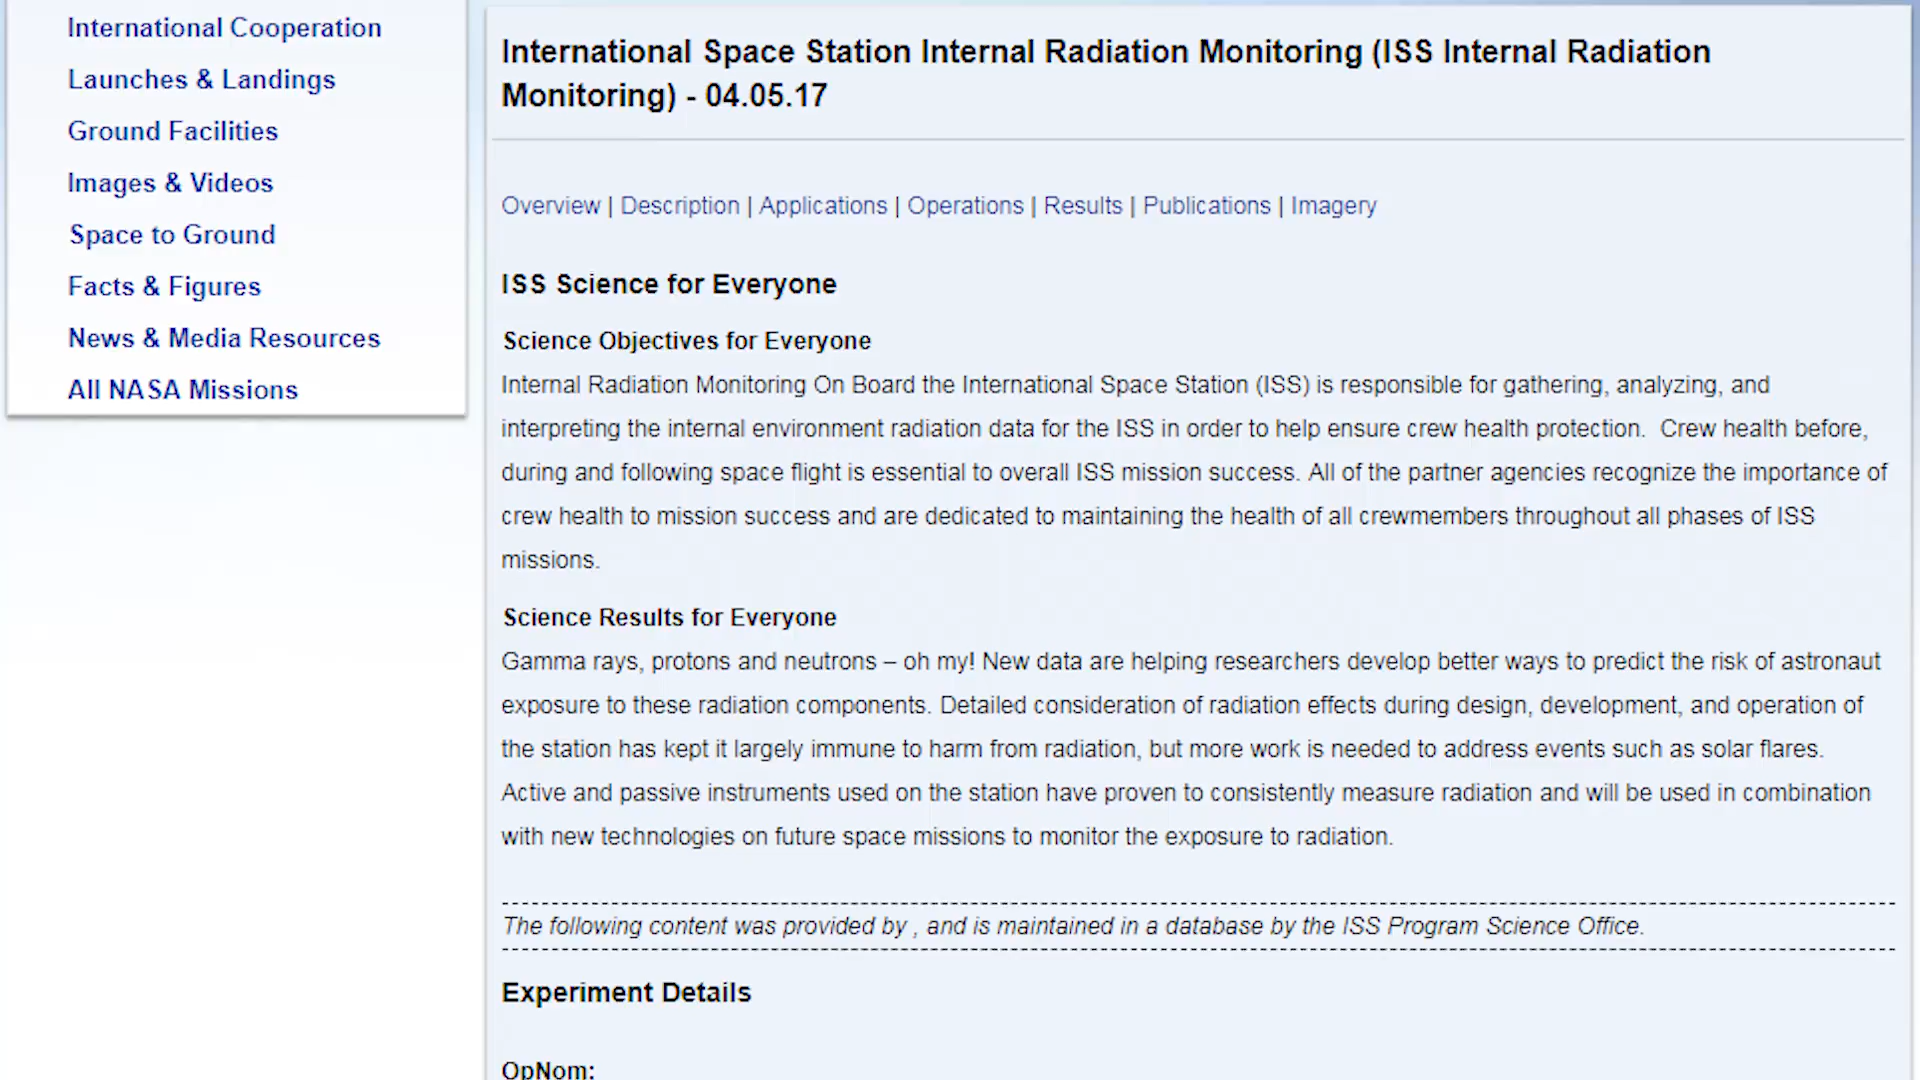 International Cooperation
Launches & Landings
Ground Facilities
Images & Videos
Space to Ground
Facts & Figures
News & Media Resources
All NASA Missions
International Space Station Internal Radiation Monitoring (ISS Internal Radiation
Monitoring) - 04.05.17
Overview | Description | Applications | Operations | Results | Publications | Imagery
ISS Science for Everyone
Science Objectives for Everyone
Internal Radiation Monitoring On Board the International Space Station (ISS) is responsible for gathering, analyzing, and
interpreting the internal environment radiation data for the ISS in order to help ensure crew health protection.  Crew health before,
during and following space flight is essential to overall ISS mission success. All of the partner agencies recognize the importance of
crew health to mission success and are dedicated to maintaining the health of all crewmembers throughout all phases of ISS
missions.
Science Results for Everyone
Gamma rays, protons and neutrons – oh my! New data are helping researchers develop better ways to predict the risk of astronaut
exposure to these radiation components. Detailed consideration of radiation effects during design, development, and operation of
the station has kept it largely immune to harm from radiation, but more work is needed to address events such as solar flares.
Active and passive instruments used on the station have proven to consistently measure radiation and will be used in combination
with new technologies on future space missions to monitor the exposure to radiation.
The following content was provided by , and is maintained in a database by the ISS Program Science Office.
Experiment Details
OpNom: